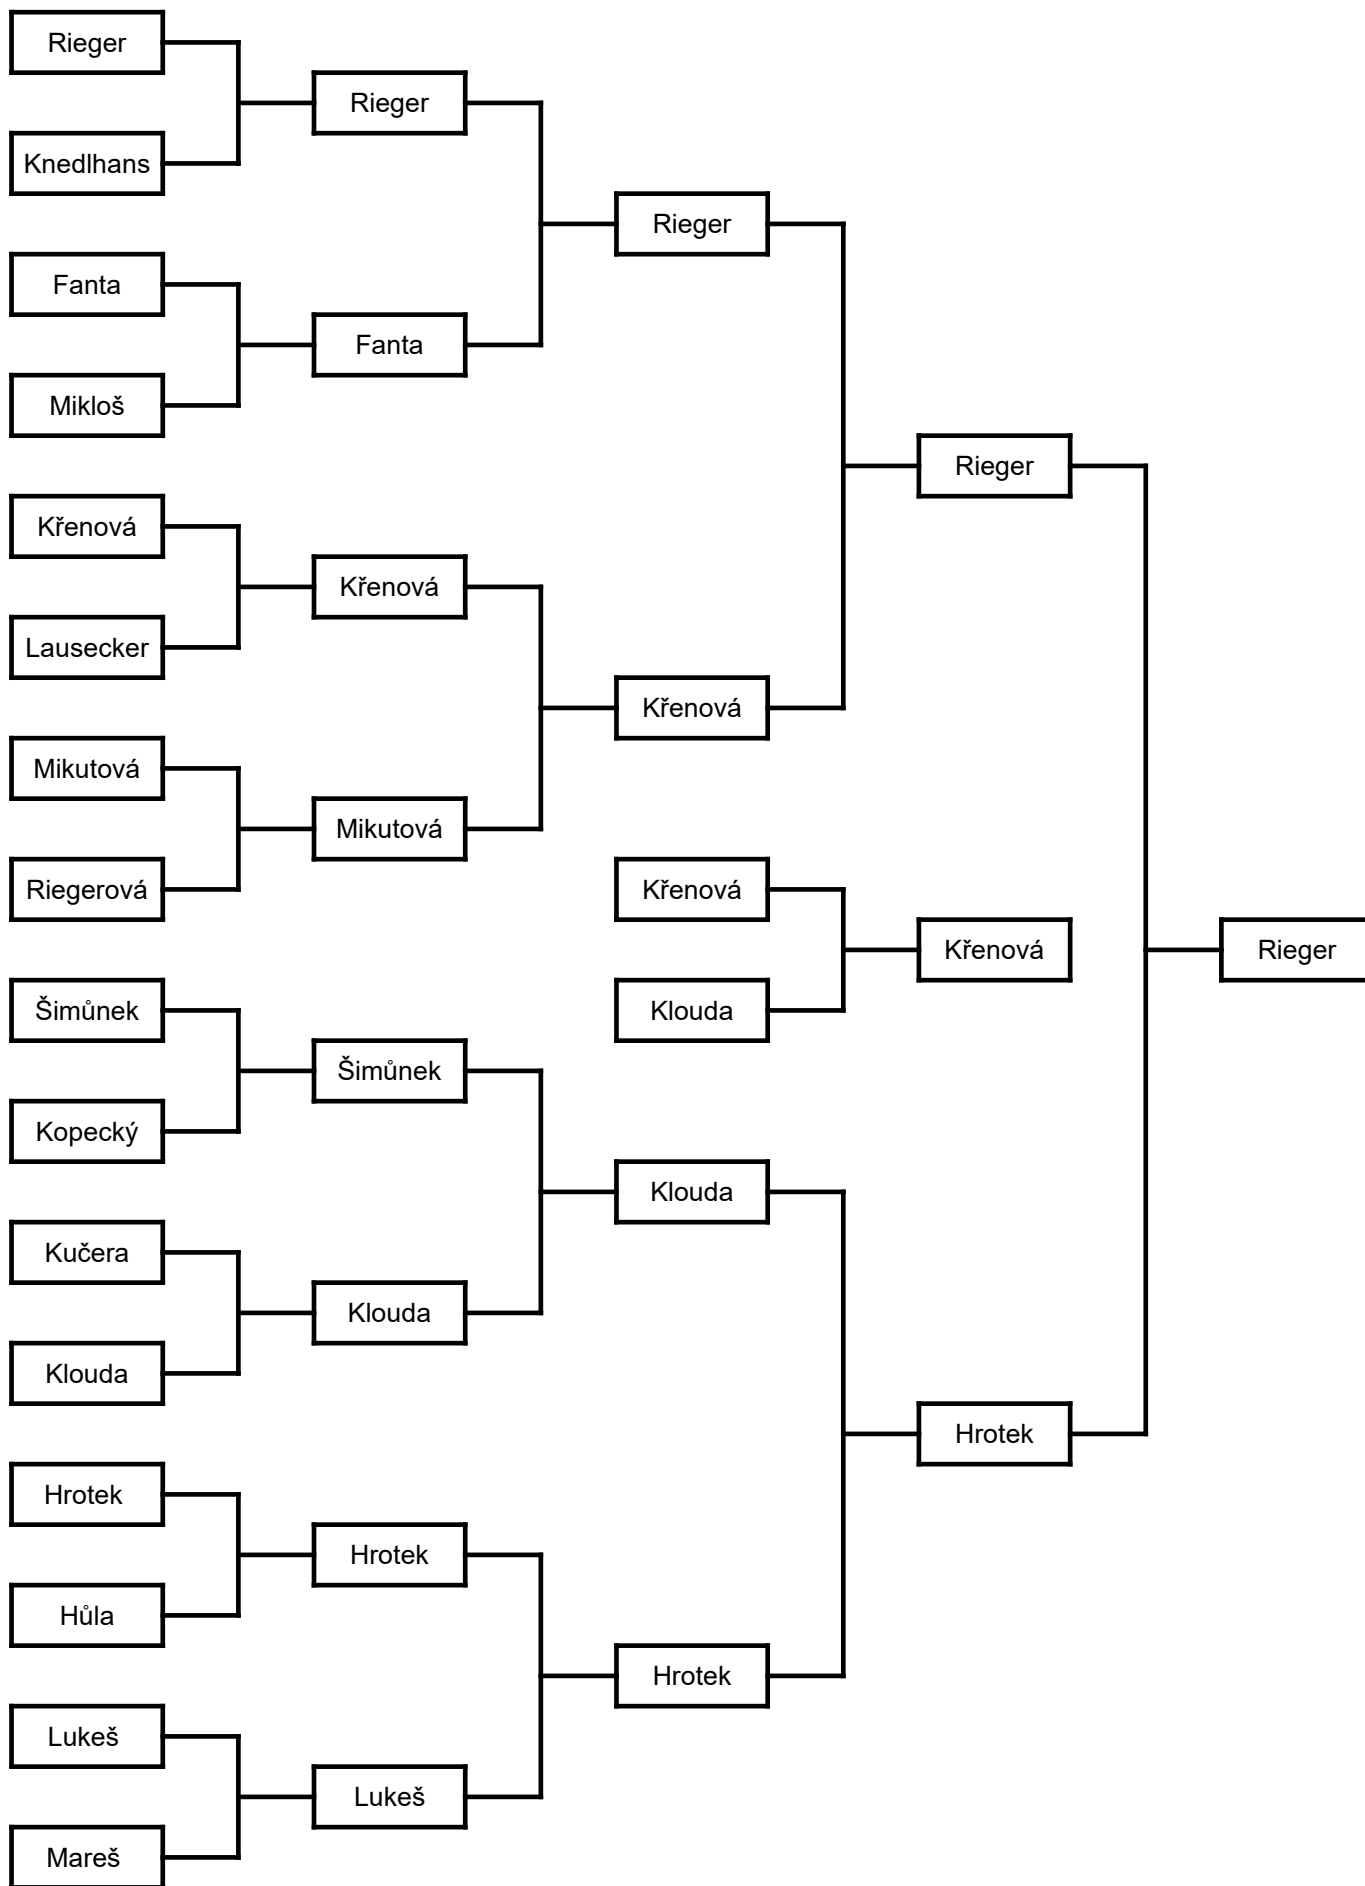 Rieger
Rieger
Knedlhans
Rieger
Fanta
Fanta
Mikloš
Rieger
Křenová
Křenová
Lausecker
Křenová
Mikutová
Mikutová
Riegerová
Křenová
Křenová
Rieger
Šimůnek
Klouda
Šimůnek
Kopecký
Klouda
Kučera
Klouda
Klouda
Hrotek
Hrotek
Hrotek
Hůla
Hrotek
Lukeš
Lukeš
Mareš